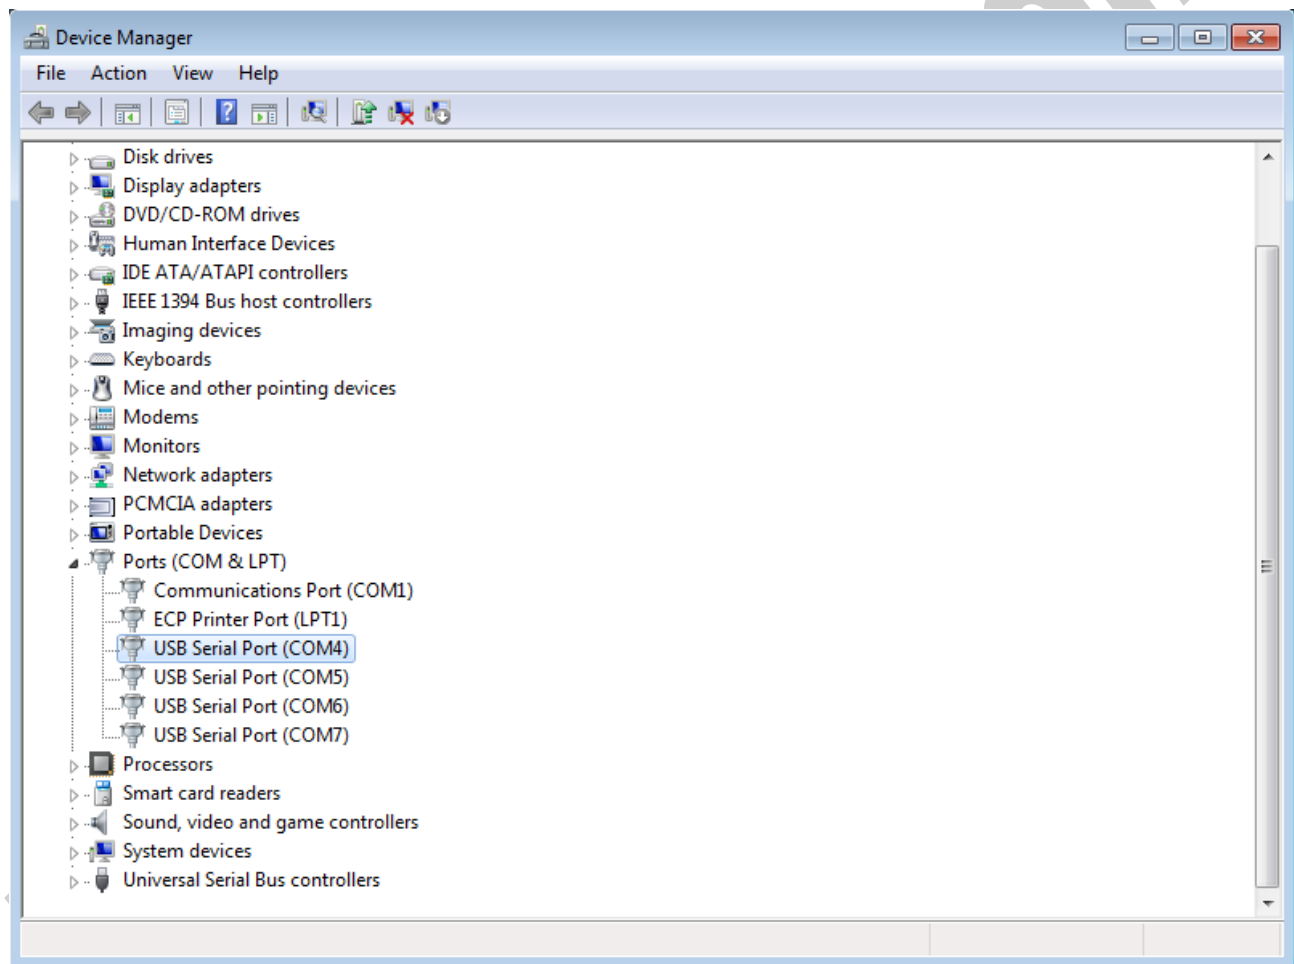 Device Manager
File Action View Help
Disk drives
Display adapters
DVD/CD-ROM drives
Human Interface Devices
IDE ATA/ATAPI controllers
IEEE 1394 Bus host controllers
Imaging devices
Keyboards
Mice and other pointing devices
Modems
Monitors
Network adapters
PCMCIA adapters
Portable Devices
Ports (COM & LPT)
Communications Port (COM1)
ECP Printer Port (LPT1)
USB Serial Port (COM4)
USB Serial Port (COM5)
USB Serial Port (COM6)
USB Serial Port (COM7)
Processors
Smart card readers
Sound, video and game controllers
System devices
Universal Serial Bus controllers